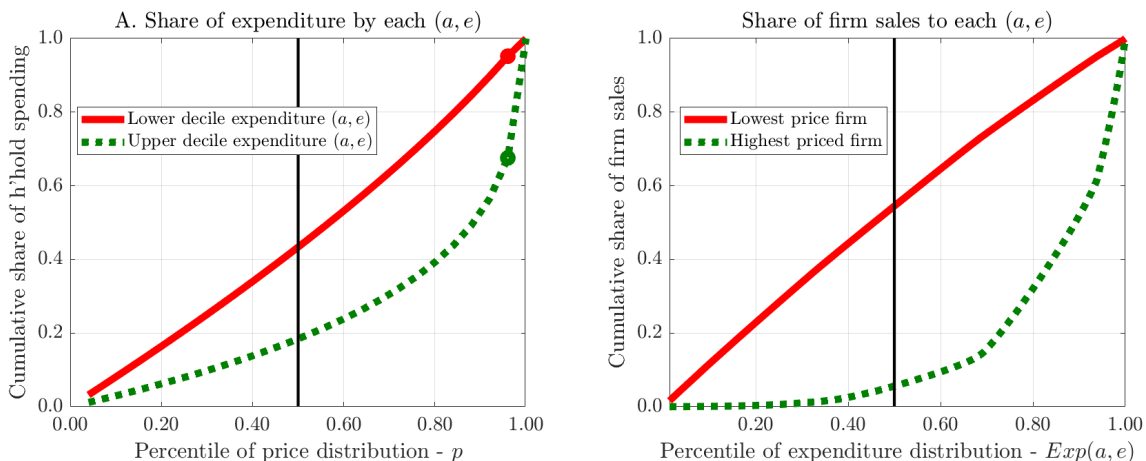 A. Share of expenditure by each (a, e)
Cumulative share of h'hold spending
1.0
0.8
0.6
0.4
0.2
0.0
Lower decile expenditure (a, e)
Upper decile expenditure (a, e)
0.00 0.20 0.40 0.60 0.80 1.00
Percentile of price distribution - p
Share of firm sales to each (a, e)
Cumulative share of firm sales
1.0
0.8
0.6
0.4
0.2
0.0
Lowest price firm
Highest priced firm
0.20 0.40 0.60 0.80 1.00
Percentile of expenditure distribution - Exp(a, e)